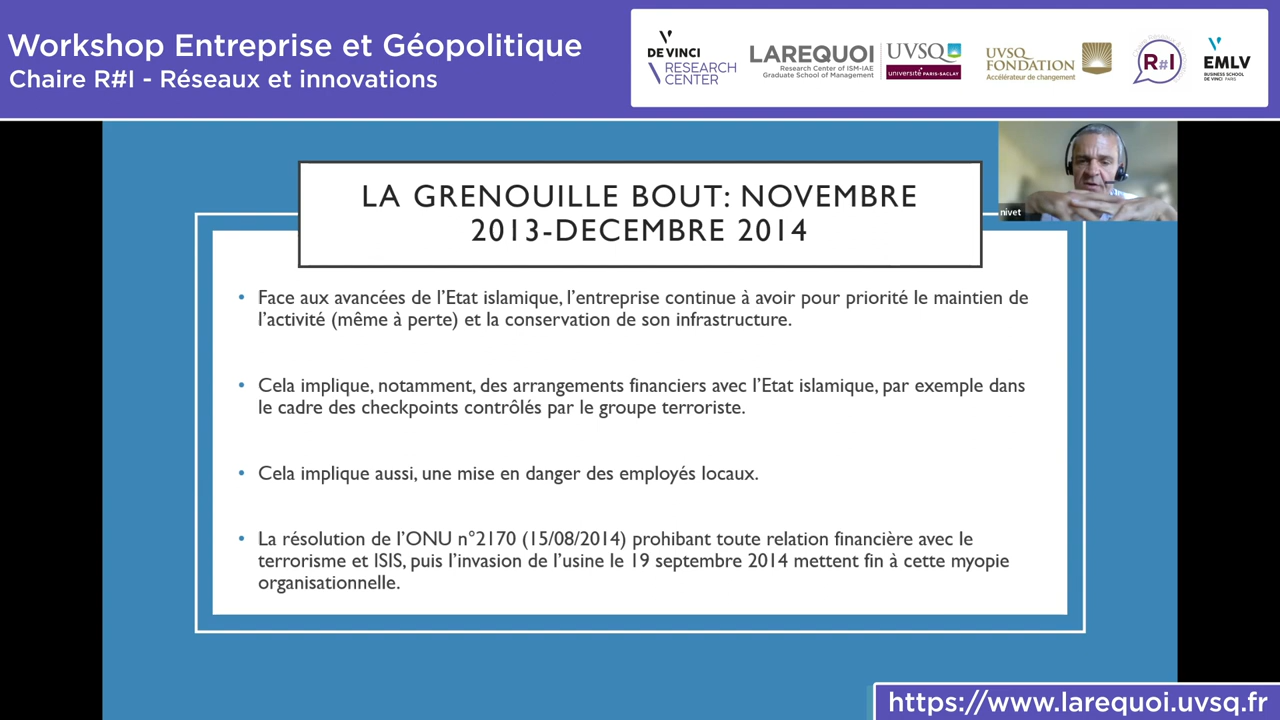 Workshop Entreprise et Géopolitique
Chaire R#I - Réseaux et innovations
DE VINCI
RESEARCH
CENTER
LAREQUOI
Research Center of ISM-IAE
Graduate School of Management
UVSQ
université PARIS-SACLAY
UVSQ
FONDATION
Accélérateur de changement
R#I
EMLV
BUSINESS SCHOOL
DE VINCI PARIS
nivet
LA GRENOUILLE BOUT: NOVEMBRE
2013-DECEMBRE 2014
• Face aux avancées de l'Etat islamique, l'entreprise continue à avoir pour priorité le maintien de
l'activité (même à perte) et la conservation de son infrastructure.
• Cela implique, notamment, des arrangements financiers avec l'Etat islamique, par exemple dans
le cadre des checkpoints contrôlés par le groupe terroriste.
• Cela implique aussi, une mise en danger des employés locaux.
• La résolution de l'ONU n°2170 (15/08/2014) prohibant toute relation financière avec le
terrorisme et ISIS, puis l'invasion de l'usine le 19 septembre 2014 mettent fin à cette myopie
organisationnelle.
https://www.larequoi.uvsq.fr